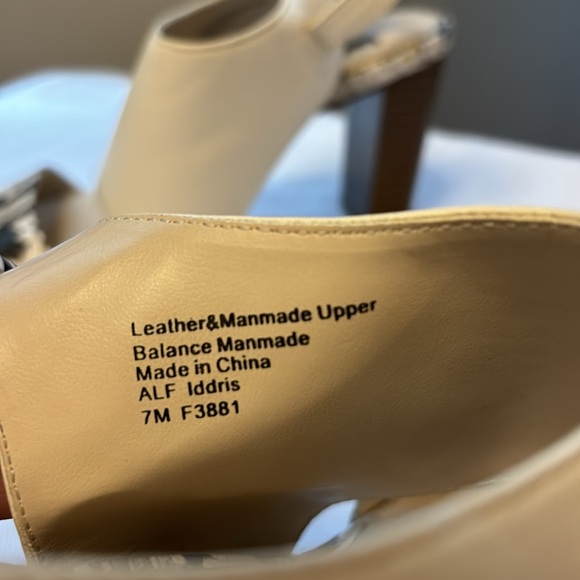 Leather&Manmade Upper
Balance Manmade
Made in China
ALF Iddris
7M F3881